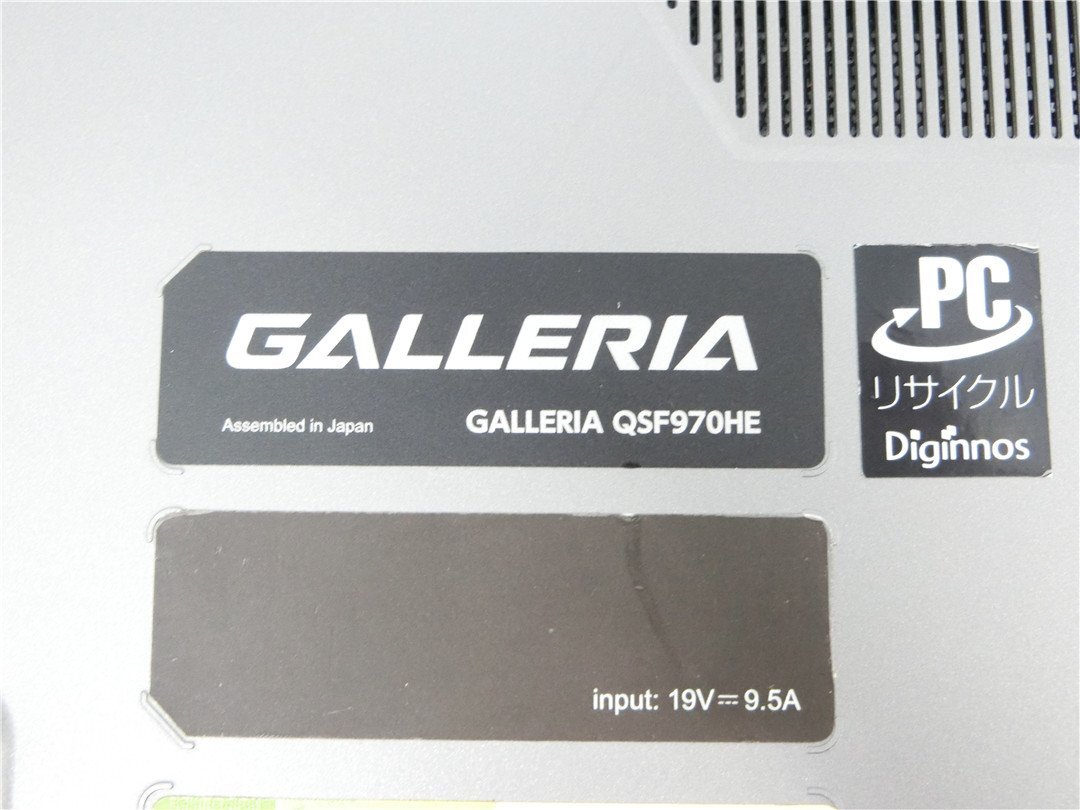 GALLERIA
Assembled in Japan
GALLERIA QSF970HE
PC
リサイクル
Diginnos
input: 19V⎓9.5A